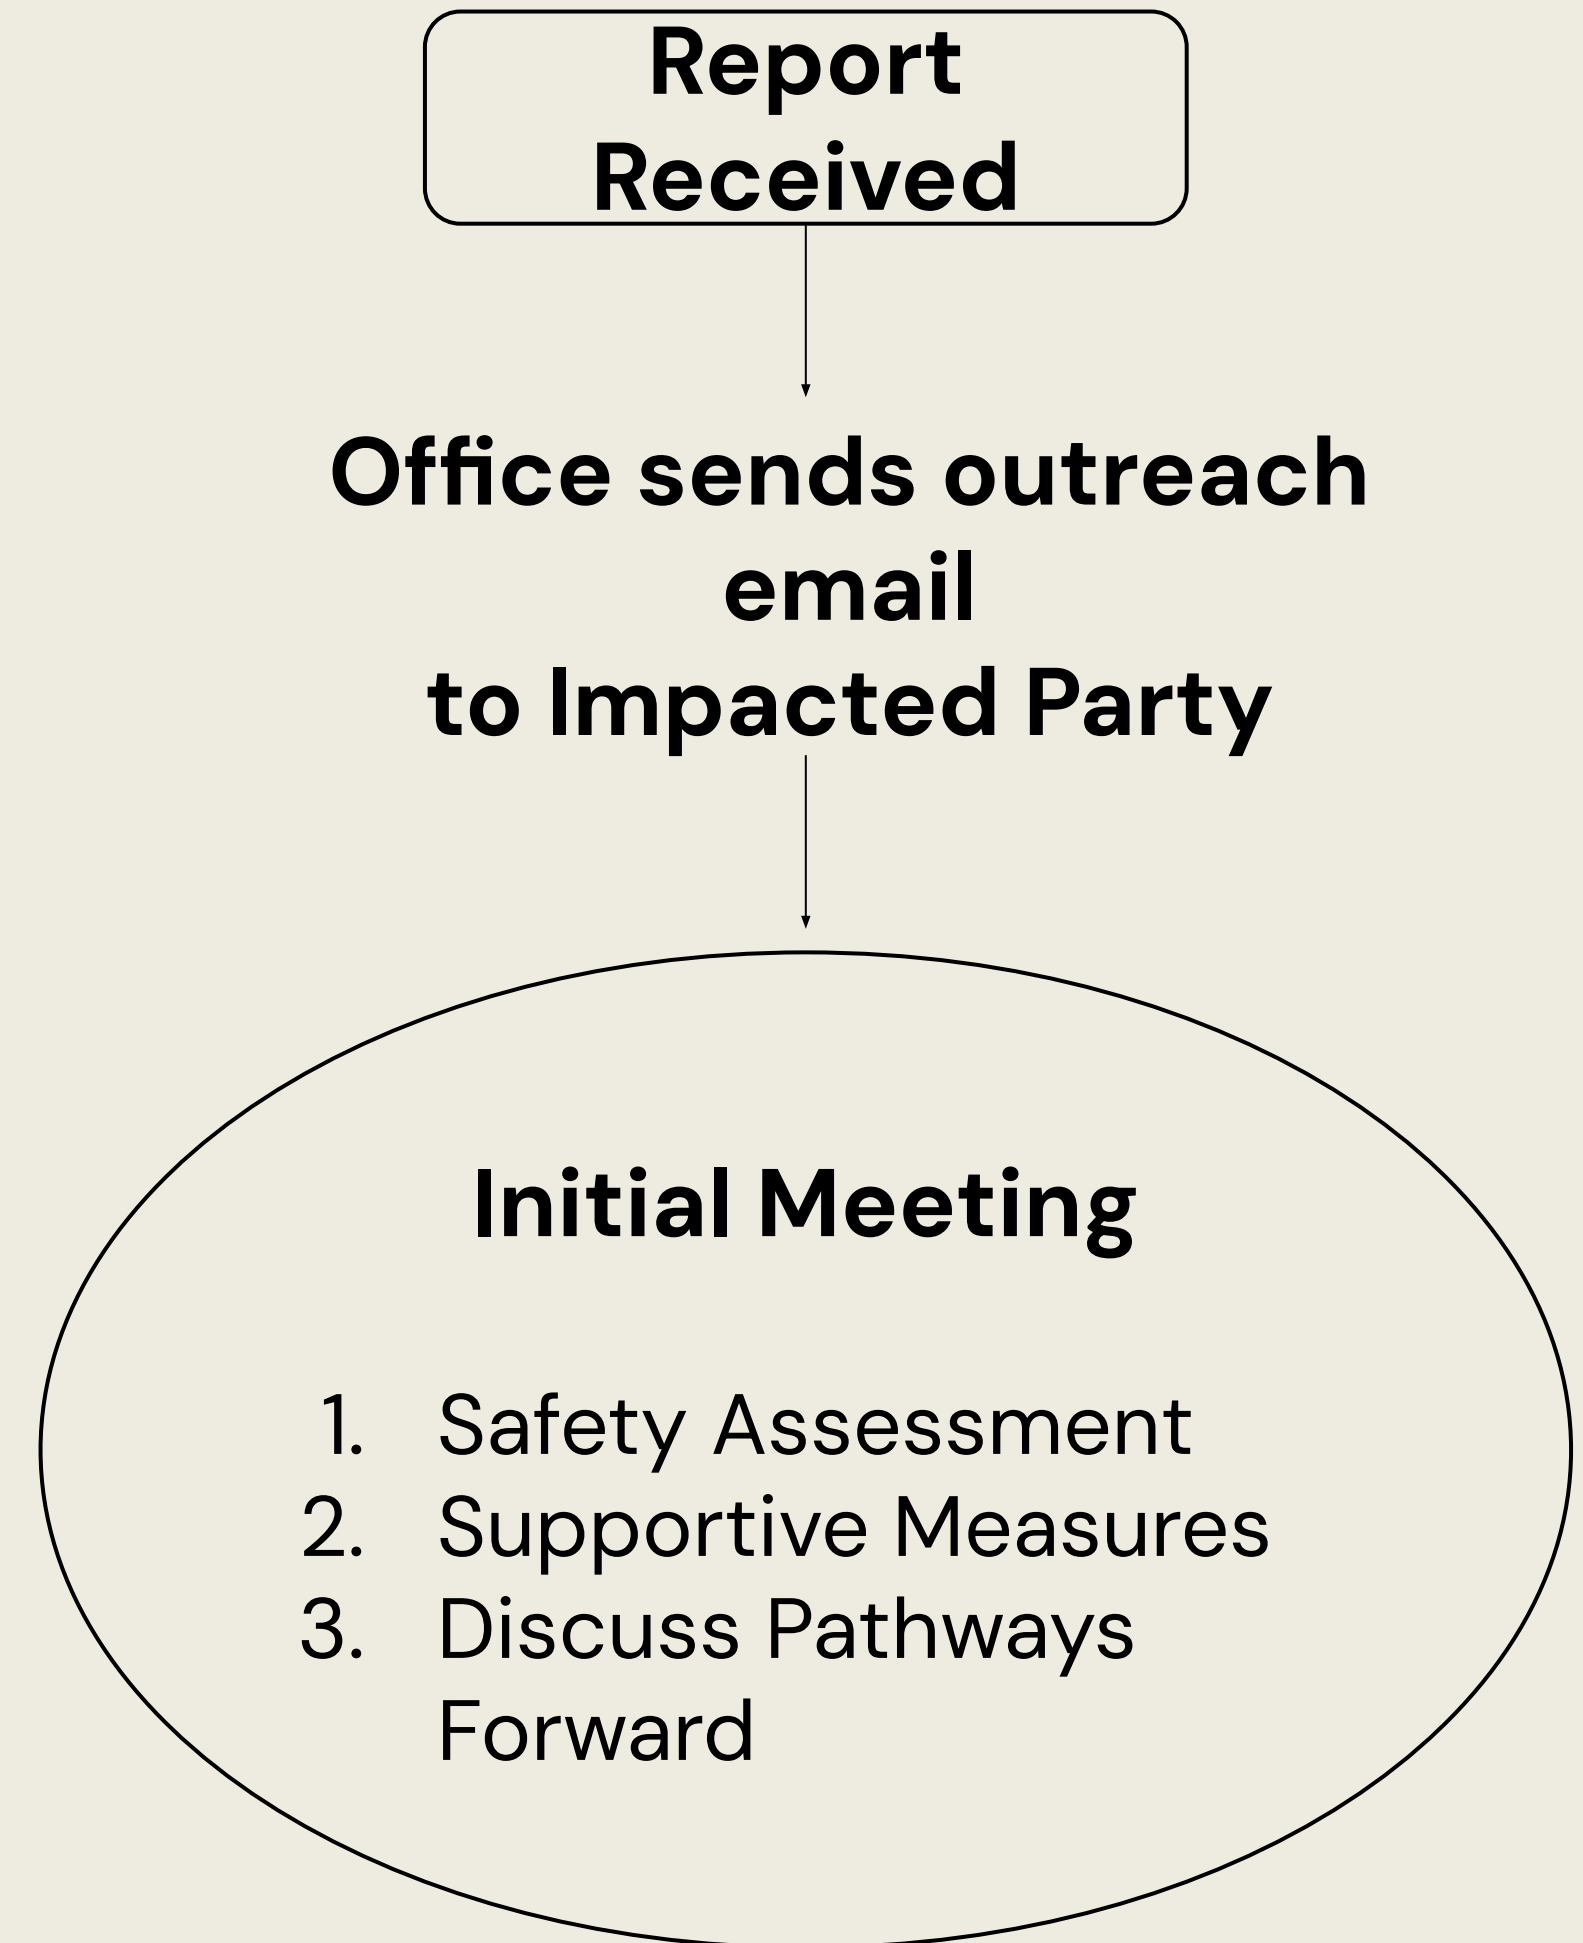 Report
Received
Office sends outreach
email
to Impacted Party
Initial Meeting
1. Safety Assessment
2. Supportive Measures
3. Discuss Pathways
Forward